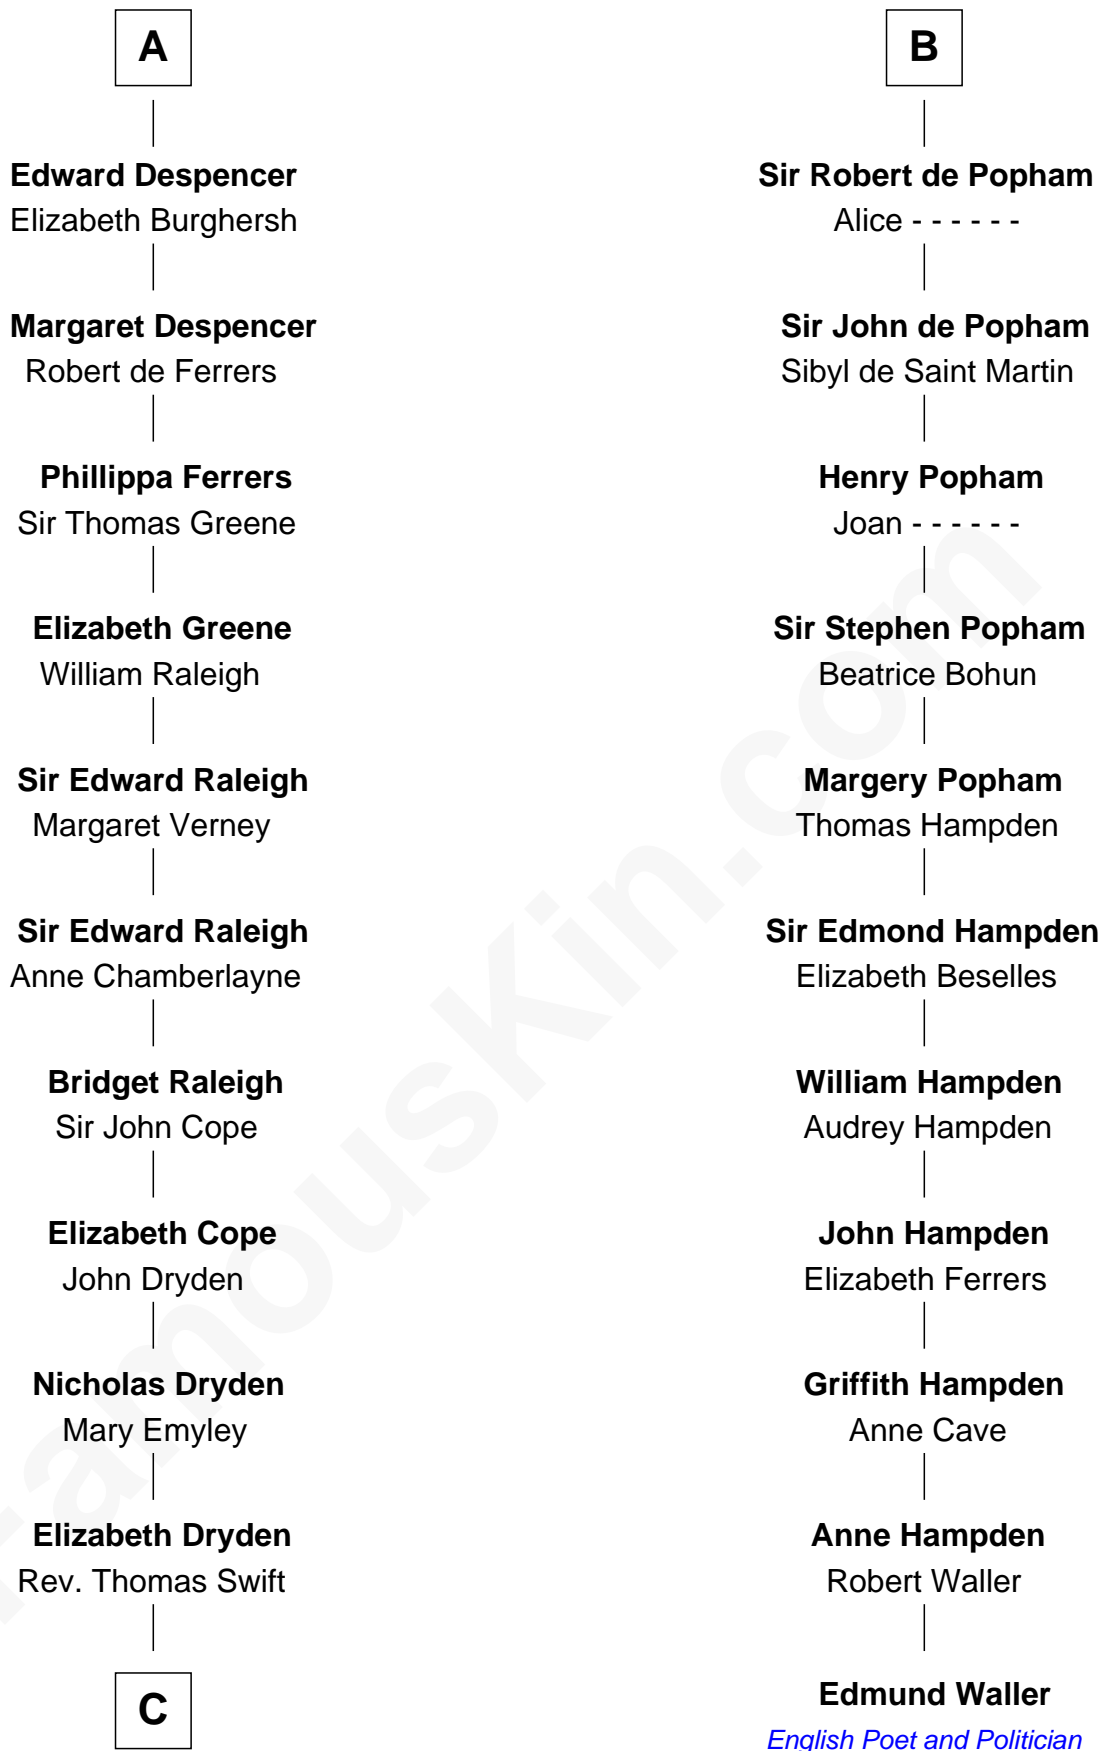 A
Edward Despencer
Elizabeth Burghersh
Margaret Despencer
Robert de Ferrers
Phillippa Ferrers
Sir Thomas Greene
Elizabeth Greene
William Raleigh
Sir Edward Raleigh
Margaret Verney
Sir Edward Raleigh
Anne Chamberlayne
Bridget Raleigh
Sir John Cope
Elizabeth Cope
John Dryden
Nicholas Dryden
Mary Emyley
Elizabeth Dryden
Rev. Thomas Swift
C
B
Sir Robert de Popham
Alice - - - - - -
Sir John de Popham
Sibyl de Saint Martin
Henry Popham
Joan - - - - - -
Sir Stephen Popham
Beatrice Bohun
Margery Popham
Thomas Hampden
Sir Edmond Hampden
Elizabeth Beselles
William Hampden
Audrey Hampden
John Hampden
Elizabeth Ferrers
Griffith Hampden
Anne Cave
Anne Hampden
Robert Waller
Edmund Waller
English Poet and Politician
FamousKin.com